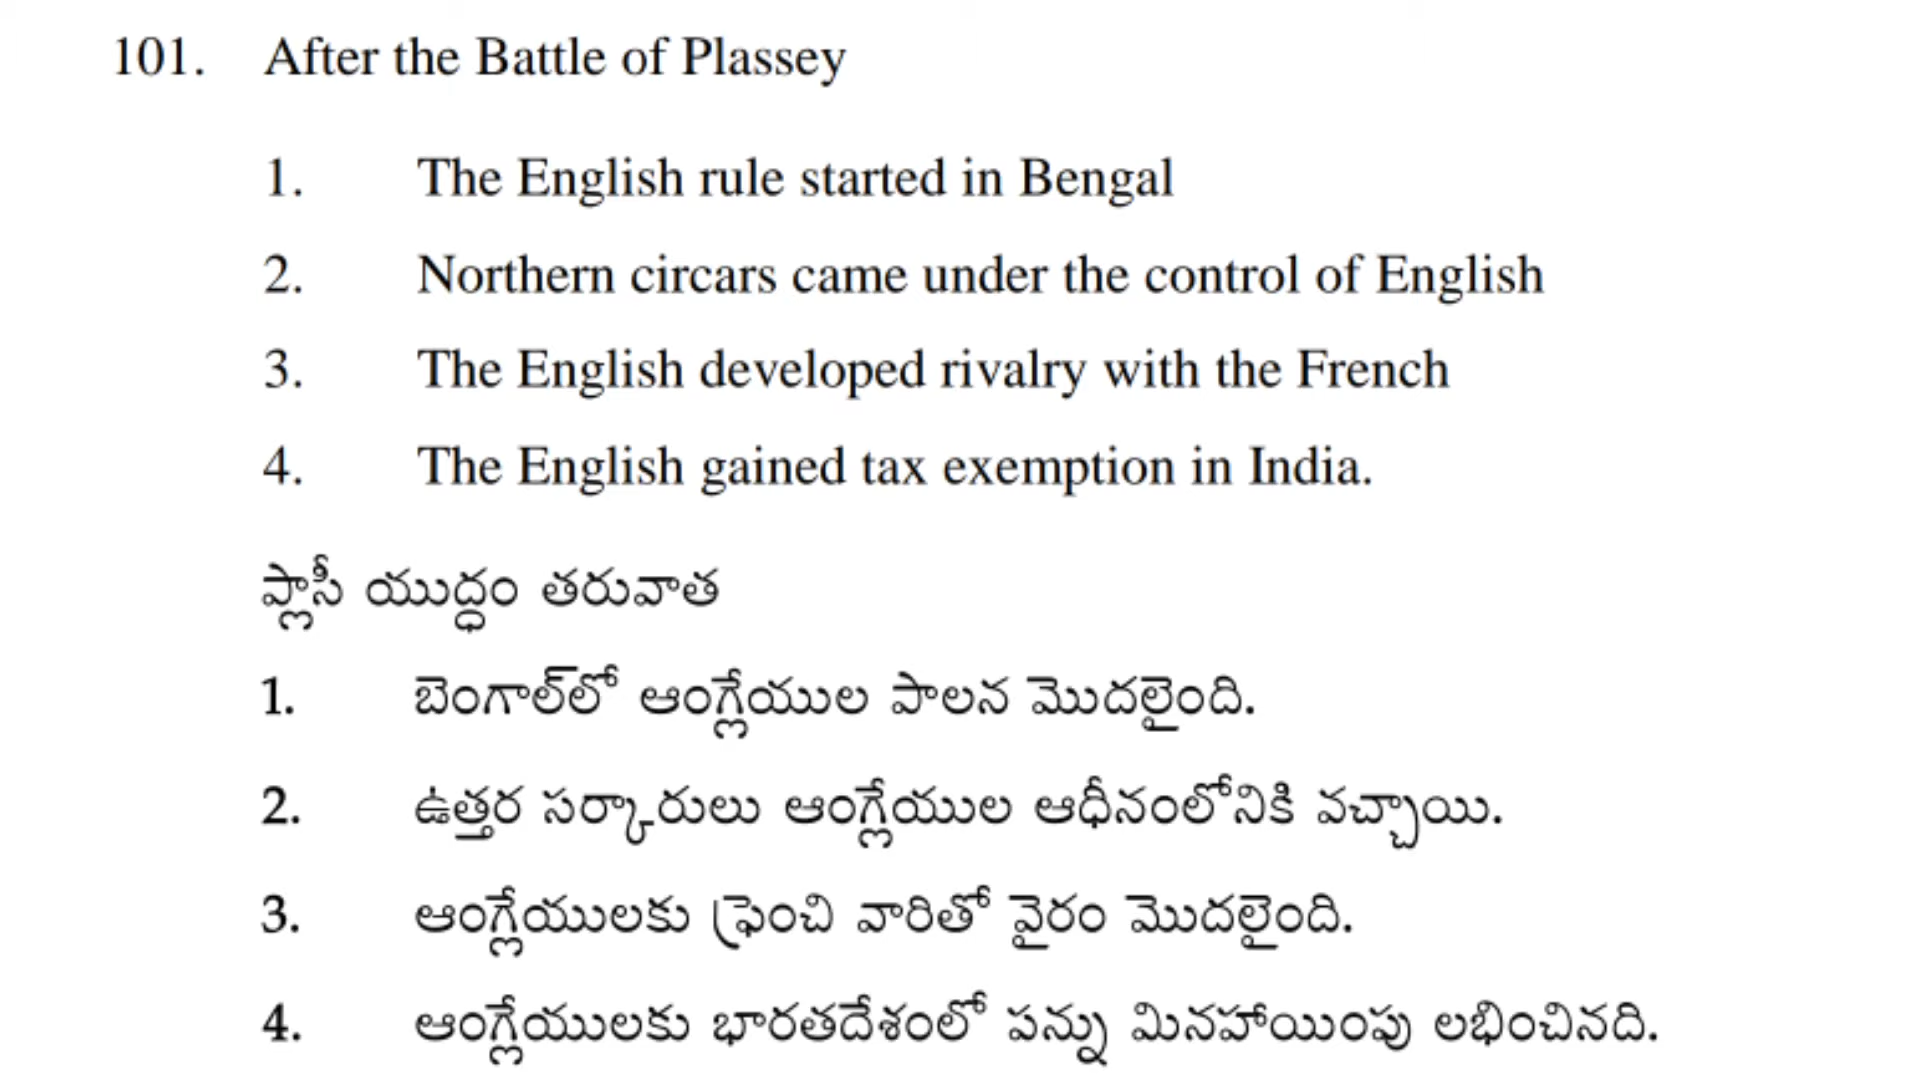 101. After the Battle of Plassey
1. The English rule started in Bengal
2. Northern circars came under the control of English
3. The English developed rivalry with the French
4. The English gained tax exemption in India.
ప్లాసీ యుద్ధం తరువాత
1. బెంగాల్‌లో ఆంగ్లేయుల పాలన మొదలైంది.
2. ఉత్తర సర్కారులు ఆంగ్లేయుల ఆధీనంలోనికి వచ్చాయి.
3. ఆంగ్లేయులకు ఫ్రెంచి వారితో వైరం మొదలైంది.
4. ఆంగ్లేయులకు భారతదేశంలో పన్ను మినహాయింపు లభించినది.